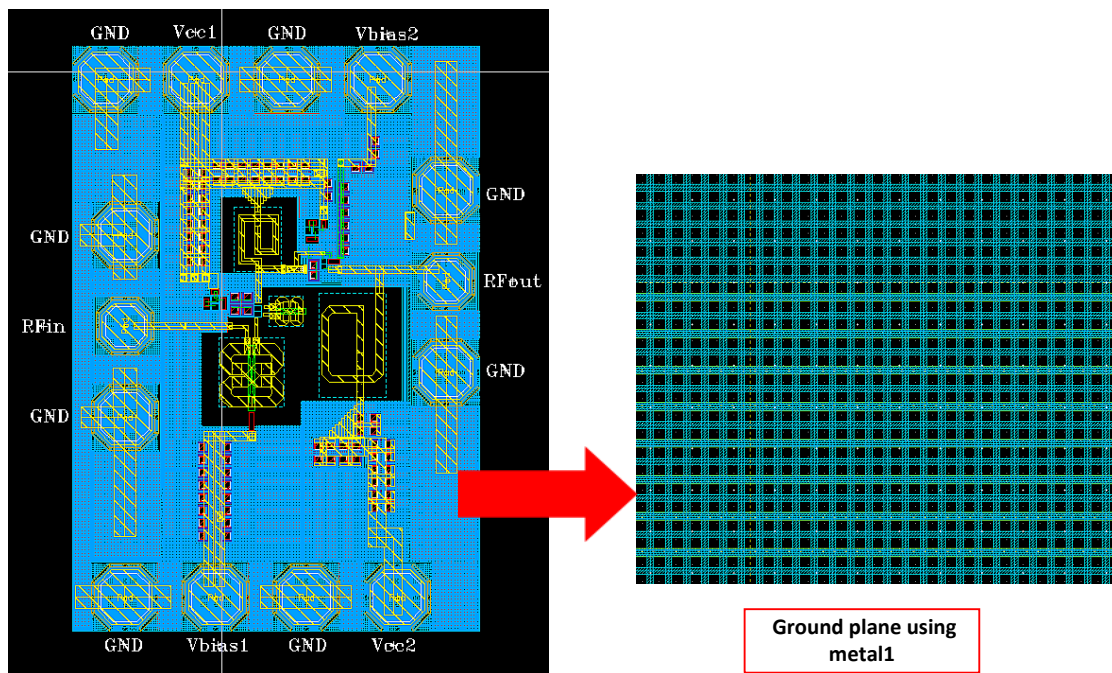 GND Vcc1 GND Vbias2
GND
GND
RFout
RFin
GND
GND
GND Vbias1 GND Vcc2
Ground plane using
metal1